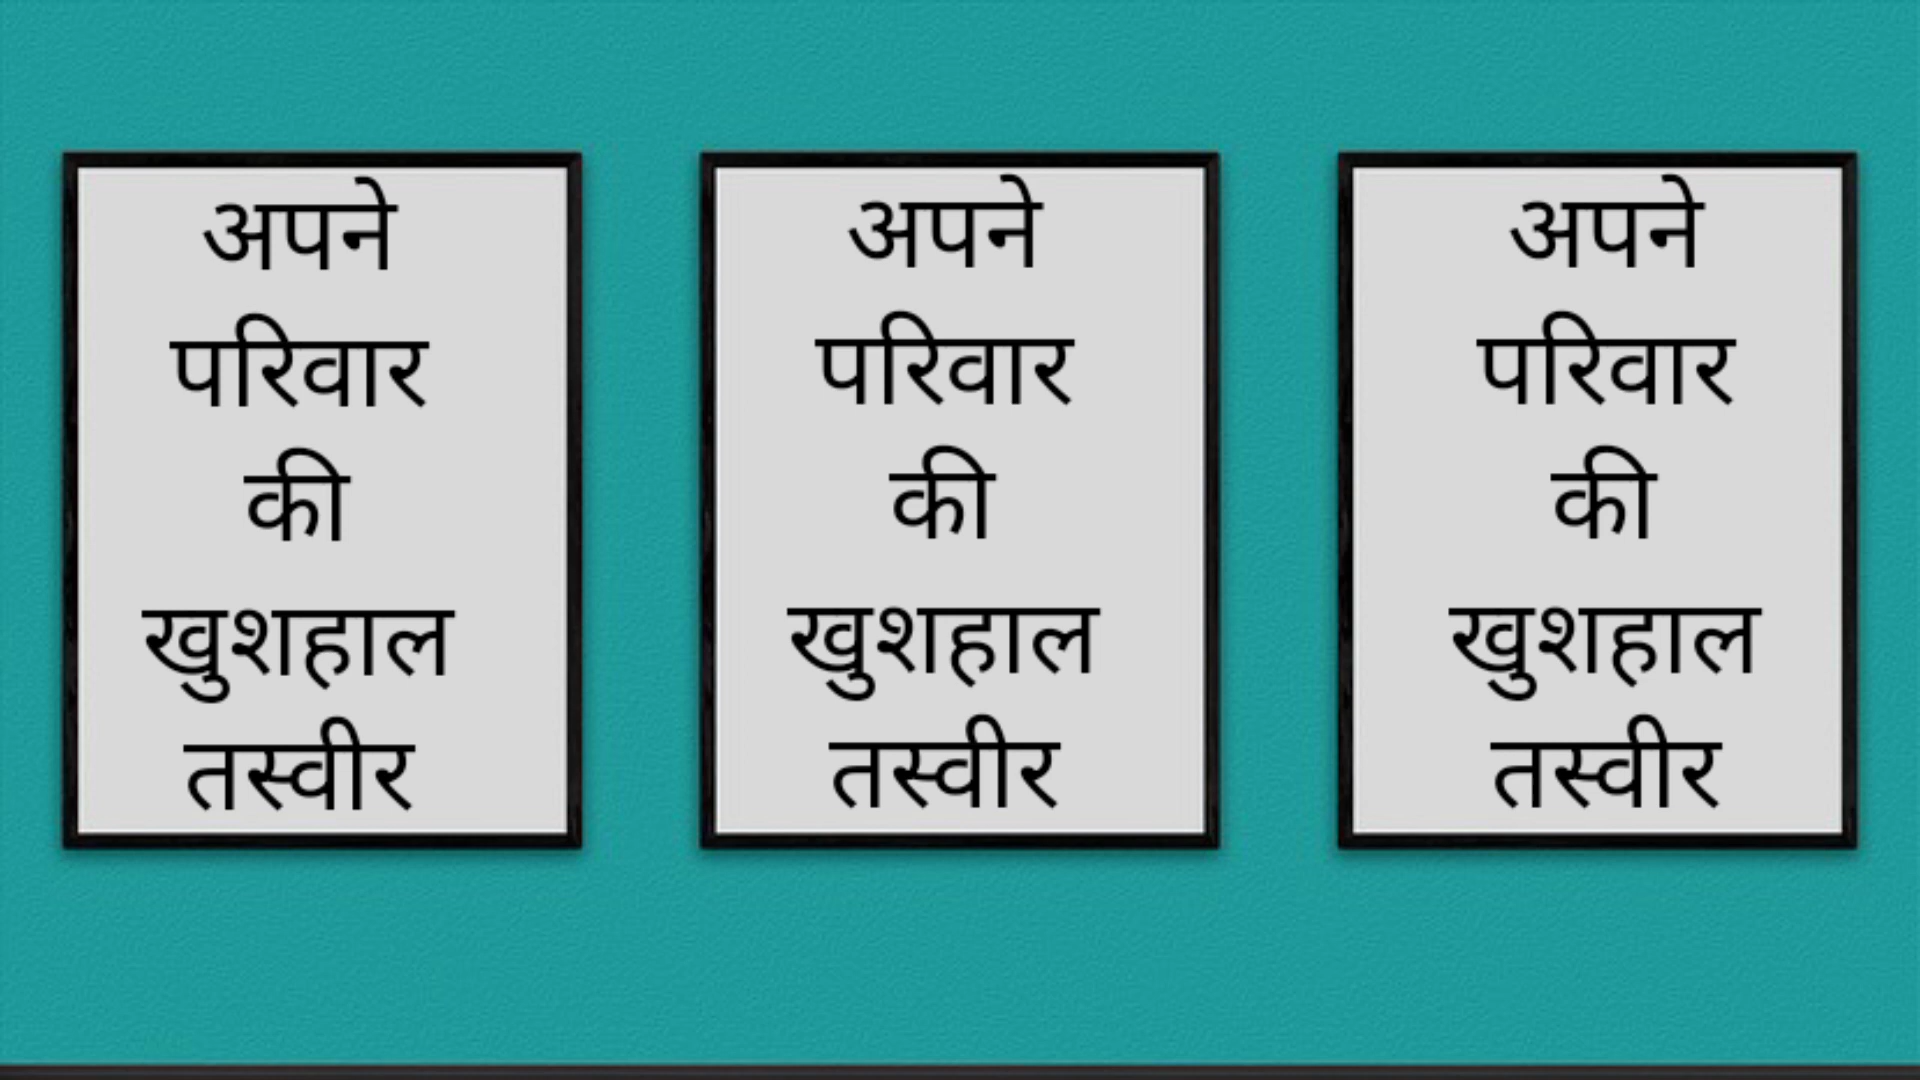 अपने
परिवार
की
खुशहाल
तस्वीर
अपने
परिवार
की
खुशहाल
तस्वीर
अपने
परिवार
की
खुशहाल
तस्वीर